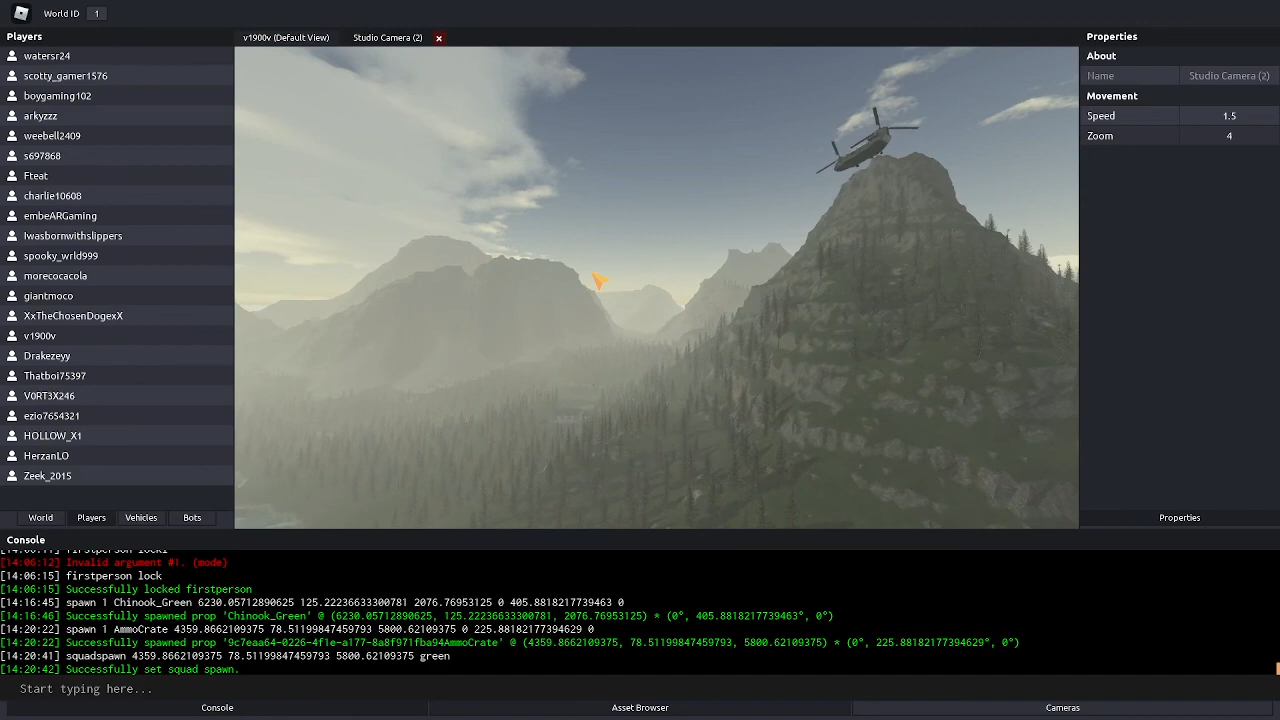 World ID 1
Players
watersr24
scotty_gamer1576
boygaming102
arkyzzz
weebell2409
s697868
Fteat
charlie10608
embeARGaming
Iwasbornwithslippers
spooky_wrld999
morecocacola
giantmoco
XxTheChosenDogexX
v1900v
Drakezeyy
Thatboi75397
V0RT3X246
ezio7654321
HOLLOW_X1
HerzanLO
Zeek_2015
World Players Vehicles Bots
v1900v (Default View) Studio Camera (2) x
Properties
About
Name Studio Camera (2)
Movement
Speed 1.5
Zoom 4
Properties
Console
[14:06:11] firstperson lock1
[14:06:12] Invalid argument #1. (mode)
[14:06:15] firstperson lock
[14:06:15] Successfully locked firstperson
[14:16:45] spawn 1 Chinook_Green 6230.05712890625 125.22236633300781 2076.76953125 0 405.8818217739463 0
[14:16:46] Successfully spawned prop 'Chinook_Green' @ (6230.05712890625, 125.22236633300781, 2076.76953125) * (0°, 405.8818217739463°, 0°)
[14:20:22] spawn 1 AmmoCrate 4359.8662109375 78.51199847459793 5800.62109375 0 225.88182177394629 0
[14:20:22] Successfully spawned prop '9c7eaa64-0226-4f1e-a177-8a8f971fba94AmmoCrate' @ (4359.8662109375, 78.51199847459793, 5800.62109375) * (0°, 225.88182177394629°, 0°)
[14:20:41] squadspawn 4359.8662109375 78.51199847459793 5800.62109375 green
[14:20:42] Successfully set squad spawn.
Start typing here...
Console Asset Browser Cameras